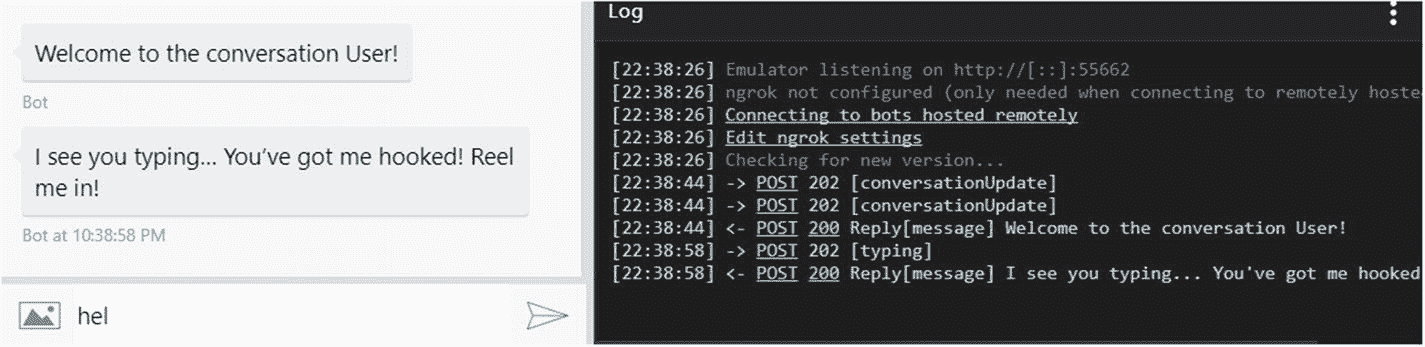 Welcome to the conversation User!
Bot
I see you typing... You've got me hooked! Reel
me in!
Bot at 10:38:58 PM
hel
Log
[22:38:26] Emulator listening on http://[::]:55662
[22:38:26] ngrok not configured (only needed when connecting to remotely hoste
[22:38:26] Connecting to bots hosted remotely
[22:38:26] Edit ngrok settings
[22:38:26] Checking for new version...
[22:38:44] -> POST 202 [conversationUpdate]
[22:38:44] -> POST 202 [conversationUpdate]
[22:38:44] <- POST 200 Reply[message] Welcome to the conversation User!
[22:38:58] -> POST 202 [typing]
[22:38:58] <- POST 200 Reply[message] I see you typing... You've got me hooked